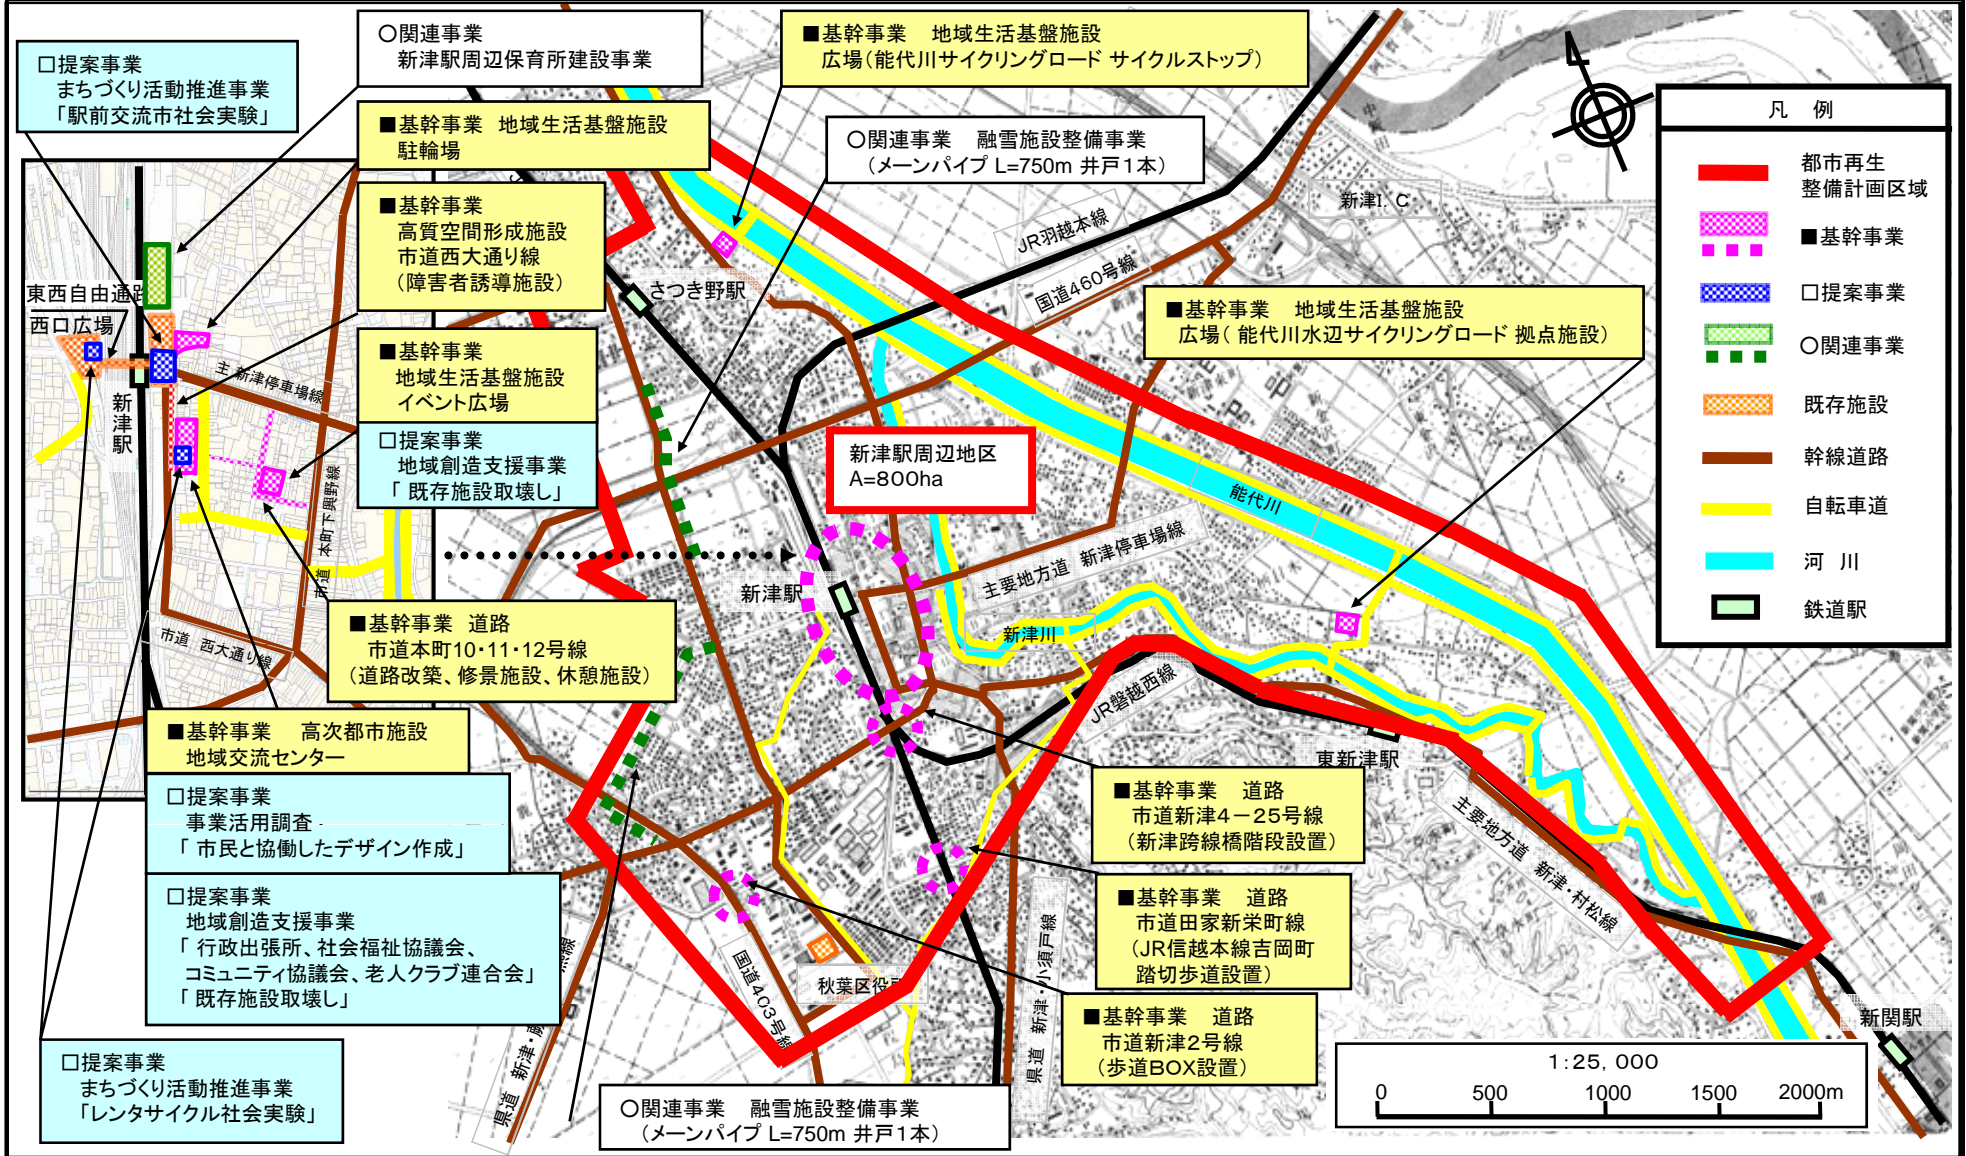 □提案事業
まちづくり活動推進事業
「駅前交流市社会実験」
○関連事業
新津駅周辺保育所建設事業
■基幹事業 地域生活基盤施設
広場(能代川サイクリングロード サイクルストップ)
■基幹事業 地域生活基盤施設
駐輪場
○関連事業 融雪施設整備事業
(メーンパイプ L=750m 井戸1本)
■基幹事業
高質空間形成施設
市道西大通り線
(障害者誘導施設)
■基幹事業
地域生活基盤施設
イベント広場
□提案事業
地域創造支援事業
「 既存施設取壊し」
■基幹事業 地域生活基盤施設
広場( 能代川水辺サイクリングロード 拠点施設)
凡 例
都市再生
整備計画区域
■基幹事業
□提案事業
○関連事業
既存施設
幹線道路
自転車道
河 川
鉄道駅
東西自由通路
西口広場
新津駅
主 新津停車場線
市道 本町下興野線
市道 西大通り線
さつき野駅
JR羽越本線
国道460号線
新津I.C
新津駅周辺地区
A=800ha
能代川
主要地方道 新津停車場線
新津駅
新津川
JR磐越西線
東新津駅
主要地方道 新津・村松線
新関駅
■基幹事業 道路
市道本町10・11・12号線
(道路改築、修景施設、休憩施設)
■基幹事業 高次都市施設
地域交流センター
□提案事業
事業活用調査
「 市民と協働したデザイン作成」
□提案事業
地域創造支援事業
「 行政出張所、社会福祉協議会、
コミュニティ協議会、老人クラブ連合会」
「 既存施設取壊し」
□提案事業
まちづくり活動推進事業
「レンタサイクル社会実験」
■基幹事業 道路
市道新津4-25号線
(新津跨線橋階段設置)
■基幹事業 道路
市道田家新栄町線
(JR信越本線吉岡町
踏切歩道設置)
■基幹事業 道路
市道新津2号線
(歩道BOX設置)
○関連事業 融雪施設整備事業
(メーンパイプ L=750m 井戸1本)
国道403号線
秋葉区役
県道 新津・小須戸線
県道 新津・
1:25,000
0 500 1000 1500 2000m